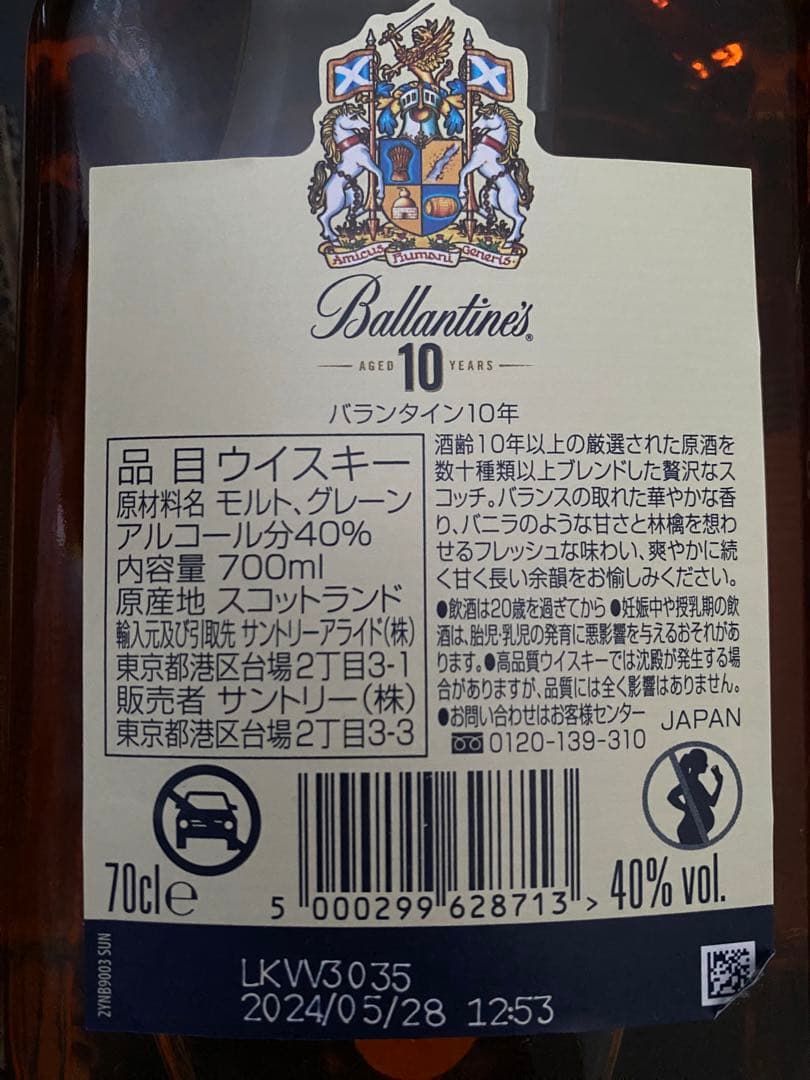 Amicus Humani Generis
Ballantine's®
AGED 10 YEARS
バランタイン10年
品目 ウイスキー
原材料名 モルト、グレーン
アルコール分40%
内容量 700ml
原産地 スコットランド
輸入元及び引取先 サントリーアライド(株)
東京都港区台場2丁目3-1
販売者 サントリー(株)
東京都港区台場2丁目3-3
酒齢10年以上の厳選された原酒を
数十種類以上ブレンドした贅沢なス
コッチ。バランスの取れた華やかな香
り、バニラのような甘さと林檎を想わ
せるフレッシュな味わい、爽やかに続
く甘く長い余韻をお愉しみください。
●飲酒は20歳を過ぎてから ●妊娠中や授乳期の飲
酒は、胎児・乳児の発育に悪影響を与えるおそれがあ
ります。●高品質ウイスキーでは沈殿が発生する場
合がありますが、品質には全く影響はありません。
●お問い合わせはお客様センター
0120-139-310
JAPAN
70cl e
5 000299 628713 >
40% vol.
ZYNB9003 SUN
LKVV3035
2024/05/28 12:53